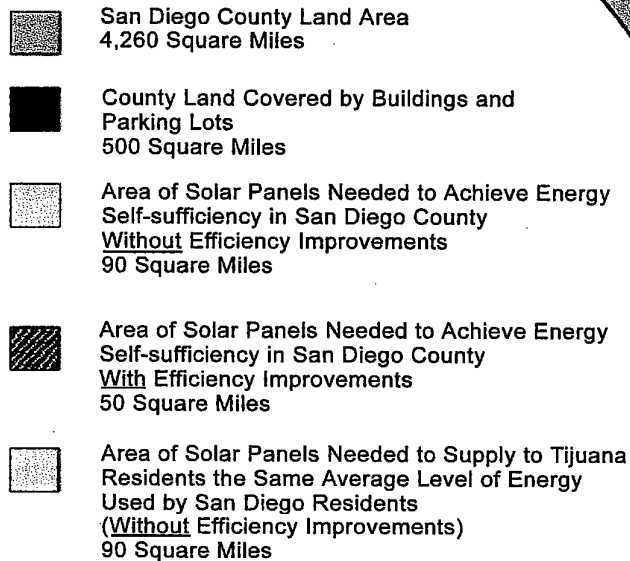 San Diego County Land Area
4,260 Square Miles
County Land Covered by Buildings and
Parking Lots
500 Square Miles
Area of Solar Panels Needed to Achieve Energy
Self-sufficiency in San Diego County
Without Efficiency Improvements
90 Square Miles
Area of Solar Panels Needed to Achieve Energy
Self-sufficiency in San Diego County
With Efficiency Improvements
50 Square Miles
Area of Solar Panels Needed to Supply to Tijuana
Residents the Same Average Level of Energy
Used by San Diego Residents
(Without Efficiency Improvements)
90 Square Miles